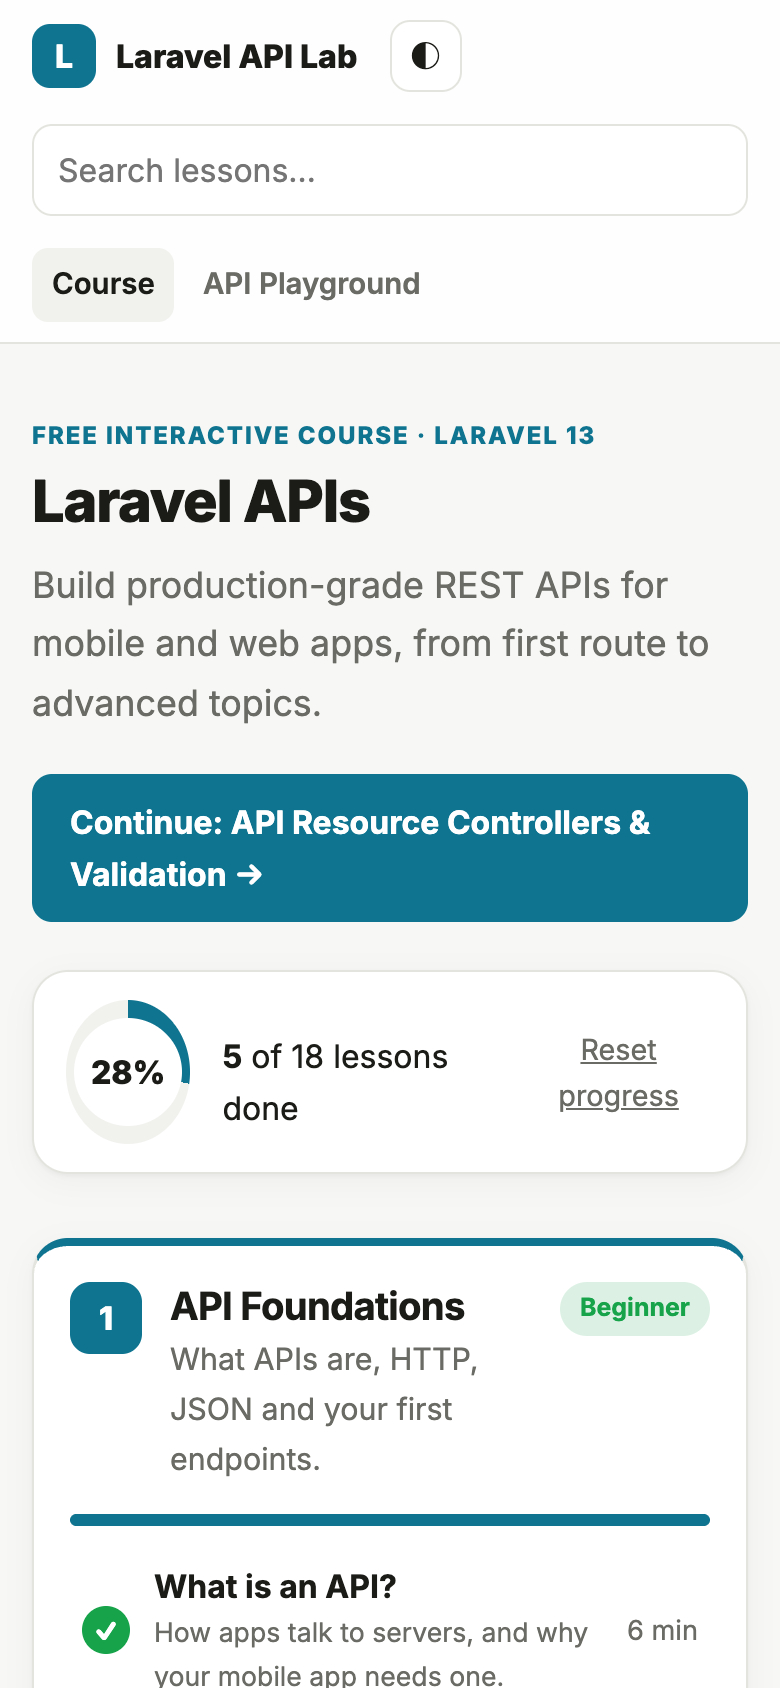 L
Laravel API Lab
Search lessons...
Course
API Playground
FREE INTERACTIVE COURSE · LARAVEL 13
Laravel APIs
Build production-grade REST APIs for
mobile and web apps, from first route to
advanced topics.
Continue: API Resource Controllers &
Validation →
28%
5 of 18 lessons
done
Reset
progress
1
API Foundations
Beginner
What APIs are, HTTP,
JSON and your first
endpoints.
What is an API?
How apps talk to servers, and why
your mobile app needs one.
6 min